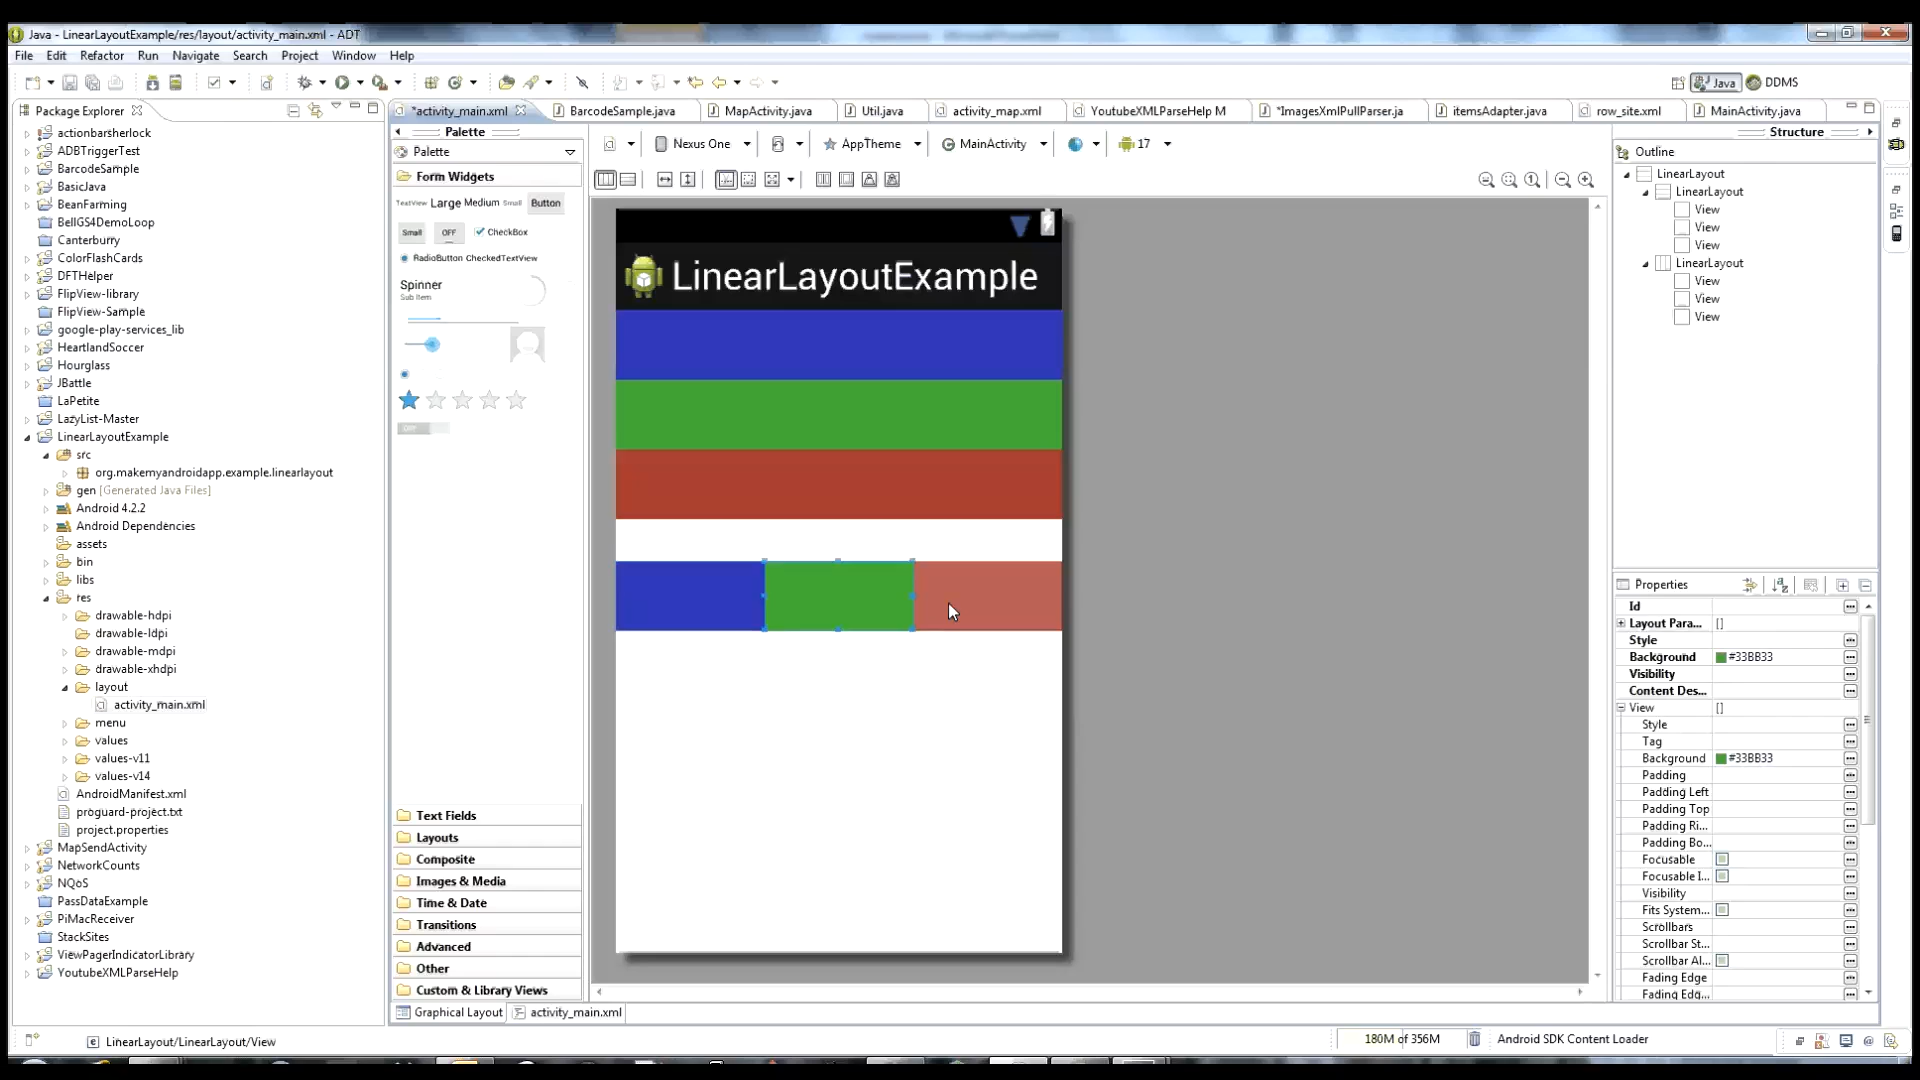 Java - LinearLayoutExample/res/layout/activity_main.xml - ADT
File Edit Refactor Run Navigate Search Project Window Help
Java DDMS
Package Explorer
*activity_main.xml BarcodeSample.java MapActivity.java Util.java activity_map.xml YoutubeXMLParseHelp M *ImagesXmlPullParser.ja itemsAdapter.java row_site.xml MainActivity.java
actionbarsherlock
ADBTriggerTest
BarcodeSample
BasicJava
BeanFarming
BellGS4DemoLoop
Canterburry
ColorFlashCards
DFTHelper
FlipView-library
FlipView-Sample
google-play-services_lib
HeartlandSoccer
Hourglass
JBattle
LaPetite
LazyList-Master
LinearLayoutExample
src
org.makemyandroidapp.example.linearlayout
gen [Generated Java Files]
Android 4.2.2
Android Dependencies
assets
bin
libs
res
drawable-hdpi
drawable-ldpi
drawable-mdpi
drawable-xhdpi
layout
activity_main.xml
menu
values
values-v11
values-v14
AndroidManifest.xml
proguard-project.txt
project.properties
MapSendActivity
NetworkCounts
NQoS
PassDataExample
PiMacReceiver
StackSites
ViewPagerIndicatorLibrary
YoutubeXMLParseHelp
Palette
Palette
Form Widgets
TextView Large Medium Small Button
Small OFF CheckBox
RadioButton CheckedTextView
Spinner
Sub Item
OFF
Text Fields
Layouts
Composite
Images & Media
Time & Date
Transitions
Advanced
Other
Custom & Library Views
Nexus One AppTheme MainActivity 17
LinearLayoutExample
Graphical Layout activity_main.xml
Structure
Outline
LinearLayout
LinearLayout
View
View
View
LinearLayout
View
View
View
Properties
Id
Layout Para... []
Style
Background #33BB33
Visibility
Content Des...
View []
Style
Tag
Background #33BB33
Padding
Padding Left
Padding Top
Padding Ri...
Padding Bo...
Focusable
Focusable I...
Visibility
Fits System...
Scrollbars
Scrollbar St...
Scrollbar Al...
Fading Edge
Fading Edg...
LinearLayout/LinearLayout/View
180M of 356M
Android SDK Content Loader